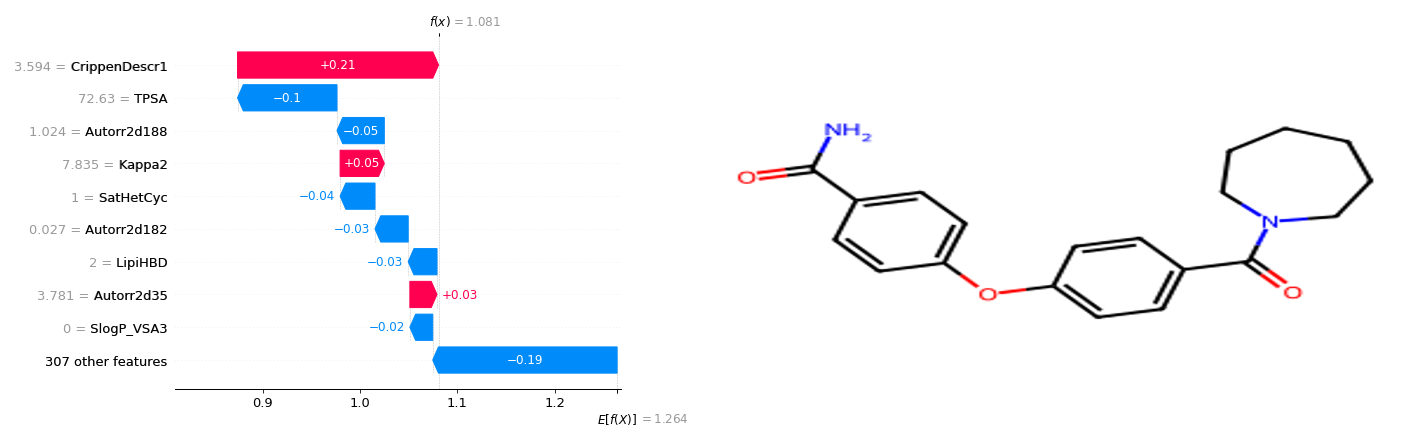 f(x) = 1.081
3.594 = CrippenDescr1
+0.21
72.63 = TPSA
−0.1
1.024 = Autorr2d188
−0.05
7.835 = Kappa2
+0.05
1 = SatHetCyc
−0.04
0.027 = Autorr2d182
−0.03
2 = LipiHBD
−0.03
3.781 = Autorr2d35
+0.03
0 = SlogP_VSA3
−0.02
307 other features
−0.19
0.9 1.0 1.1 1.2
E[f(X)] = 1.264
NH2
O
N
O
O